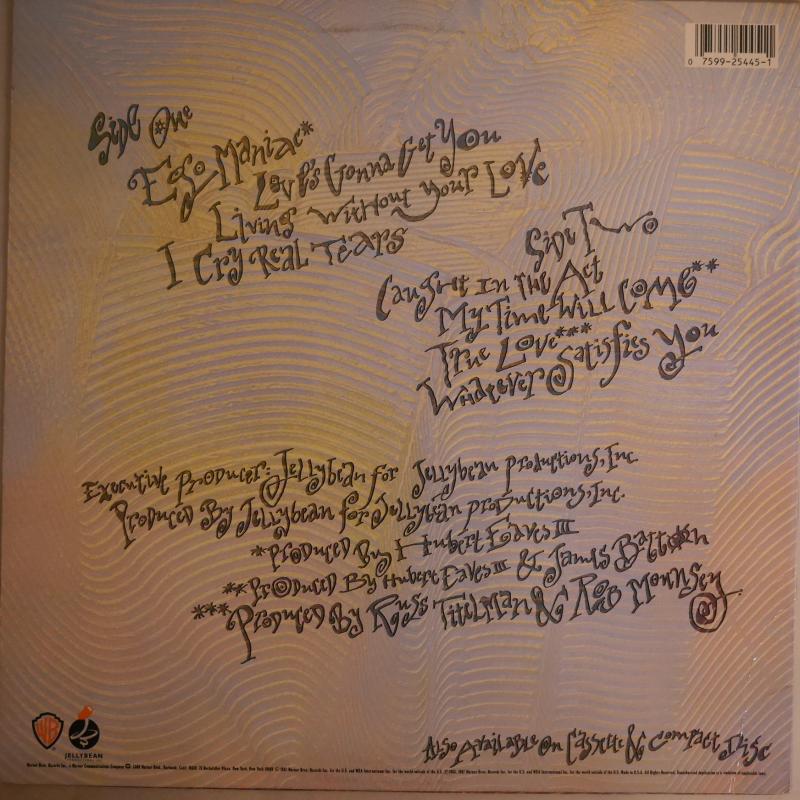 0 7599-25445-1
Side One
Ego Maniac*
Love's Gonna Get You
Living Without Your Love
I Cry Real Tears
Side Two
Caught In The Act
My Time Will Come**
True Love***
Whatever Satisfies You
Executive Producer: Jellybean for Jellybean Productions, Inc.
Produced By Jellybean for Jellybean Productions, Inc.
*Produced By Hubert Eaves III
**Produced By Hubert Eaves III & James Batton
***Produced By Russ Titelman & Rob Mounsey
WB
JELLYBEAN
Also Available On Cassette & Compact Disc